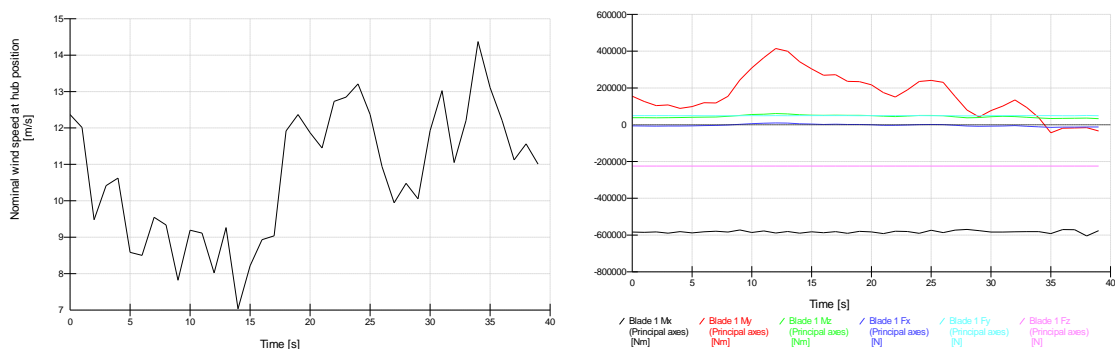 Nominal wind speed at hub position
[m/s]
15
14
13
12
11
10
9
8
7
0
5
10
15
20
25
30
35
40
Time [s]
600000
400000
200000
0
-200000
-400000
-600000
-800000
0
5
10
15
20
25
30
35
40
Time [s]
Blade 1 Mx
(Principal axes)
[Nm]
Blade 1 My
(Principal axes)
[Nm]
Blade 1 Mz
(Principal axes)
[Nm]
Blade 1 Fx
(Principal axes)
[N]
Blade 1 Fy
(Principal axes)
[N]
Blade 1 Fz
(Principal axes)
[N]